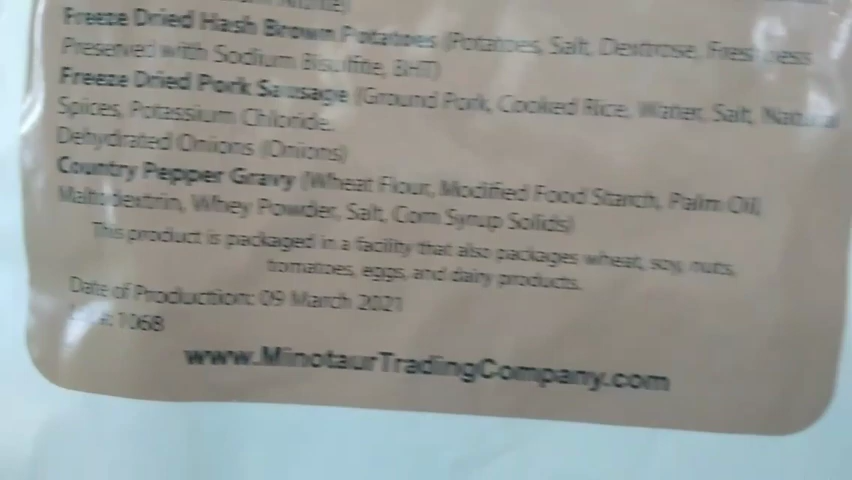 Freeze Dried Hash Brown Potatoes (Potatoes, Salt, Dextrose, Freshness
Preserved with Sodium Bisulfite, BHT)
Freeze Dried Pork Sausage (Ground Pork, Cooked Rice, Water, Salt, Natural
Spices, Potassium Chloride.
Dehydrated Onions (Onions)
Country Pepper Gravy (Wheat Flour, Modified Food Starch, Palm Oil,
Maltodextrin, Whey Powder, Salt, Corn Syrup Solids)
This product is packaged in a facility that also packages wheat, soy, nuts,
tomatoes, eggs, and dairy products.
Date of Production: 09 March 2021
1068
www.MinotaurTradingCompany.com